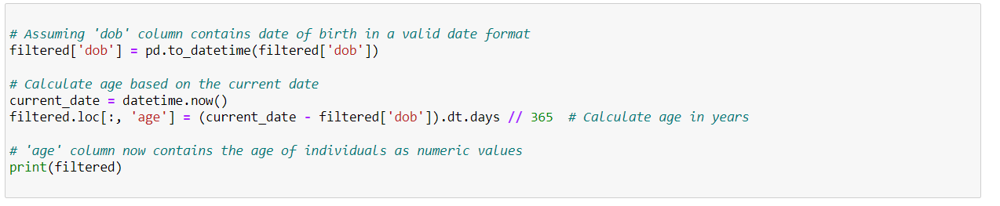 # Assuming 'dob' column contains date of birth in a valid date format
filtered['dob'] = pd.to_datetime(filtered['dob'])
# Calculate age based on the current date
current_date = datetime.now()
filtered.loc[:, 'age'] = (current_date - filtered['dob']).dt.days // 365  # Calculate age in years
# 'age' column now contains the age of individuals as numeric values
print(filtered)